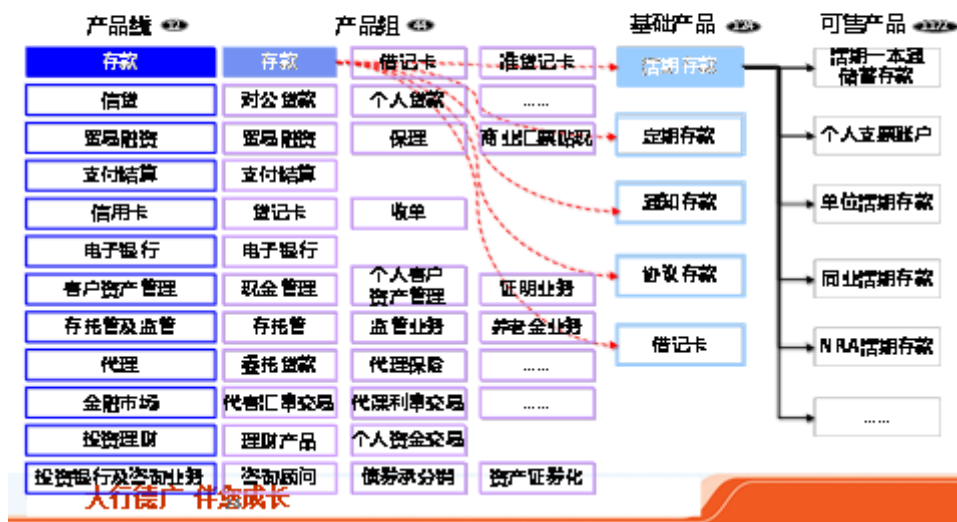 产品线 12 产品组 44 基础产品 可售产品
存款 存款 借记卡 准贷记卡 活期存款 活期一本通
储蓄存款
信贷 对公贷款 个人贷款 ……
贸易融资 贸易融资 保理 商业汇票贴现 定期存款 个人支票账户
支付结算 支付结算
信用卡 贷记卡 收单 通知存款 单位活期存款
电子银行 电子银行
客户资产管理 现金管理 个人客户
资产管理 证明业务 协议存款 同业活期存款
存托管及监管 存托管 监管业务 养老金业务
代理 委托贷款 代理保险 …… 借记卡 NRA活期存款
金融市场 代客汇率交易 代课利率交易 …… ……
投资理财 理财产品 个人资金交易
投资银行及咨询业务 咨询顾问 债券承分销 资产证券化
人行德广 伴您成长